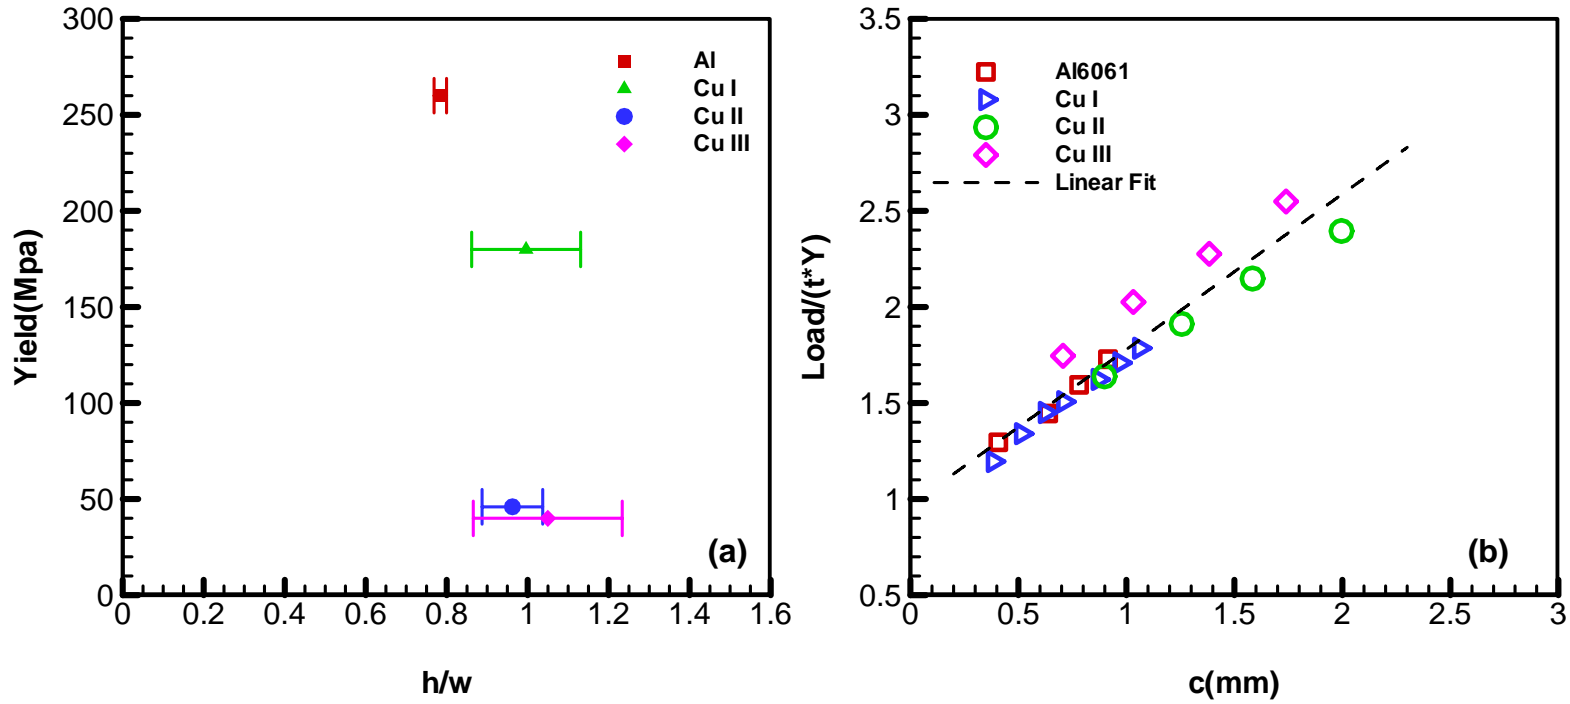 300
250
200
150
100
50
0
Yield(Mpa)
Al
Cu I
Cu II
Cu III
(a)
0 0.2 0.4 0.6 0.8 1 1.2 1.4 1.6
h/w
3.5
3
2.5
2
1.5
1
0.5
Load/(t*Y)
Al6061
Cu I
Cu II
Cu III
Linear Fit
(b)
0 0.5 1 1.5 2 2.5 3
c(mm)